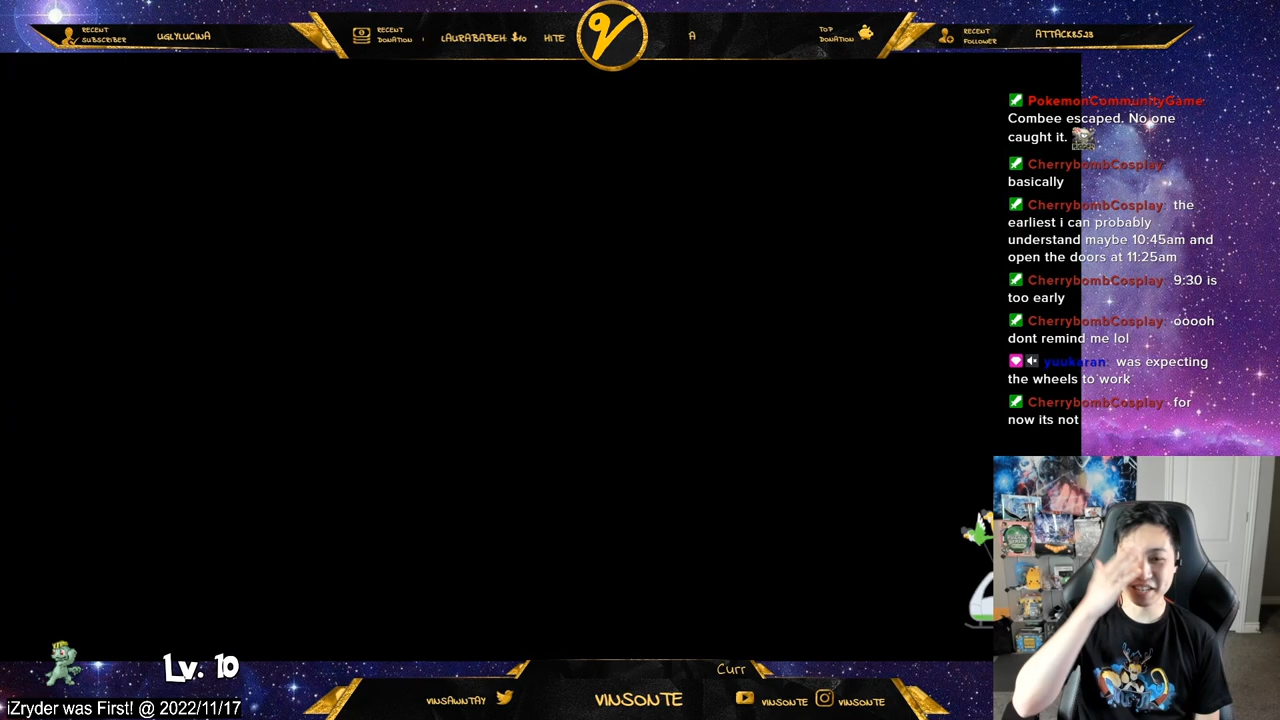 RECENT
SUBSCRIBER
UGLYLUCINA
RECENT
DONATION
LAURABABEH: $10
HITE
A
TOP
DONATION
RECENT
FOLLOWER
ATTACK8523
PokemonCommunityGame
Combee escaped. No one
caught it.
CherrybombCosplay:
basically
CherrybombCosplay: the
earliest i can probably
understand maybe 10:45am and
open the doors at 11:25am
CherrybombCosplay: 9:30 is
too early
CherrybombCosplay: ooooh
dont remind me lol
yuukaran: was expecting
the wheels to work
CherrybombCosplay: for
now its not
Lv. 10
iZryder was First! @ 2022/11/17
Curr
VINSAWNTAY
VINSONTE
VINSONTE
VINSONTE